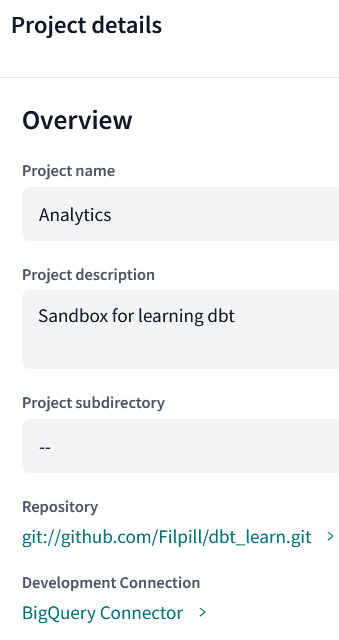 Project details
Overview
Project name
Analytics
Project description
Sandbox for learning dbt
Project subdirectory
--
Repository
git://github.com/Filpill/dbt_learn.git >
Development Connection
BigQuery Connector >